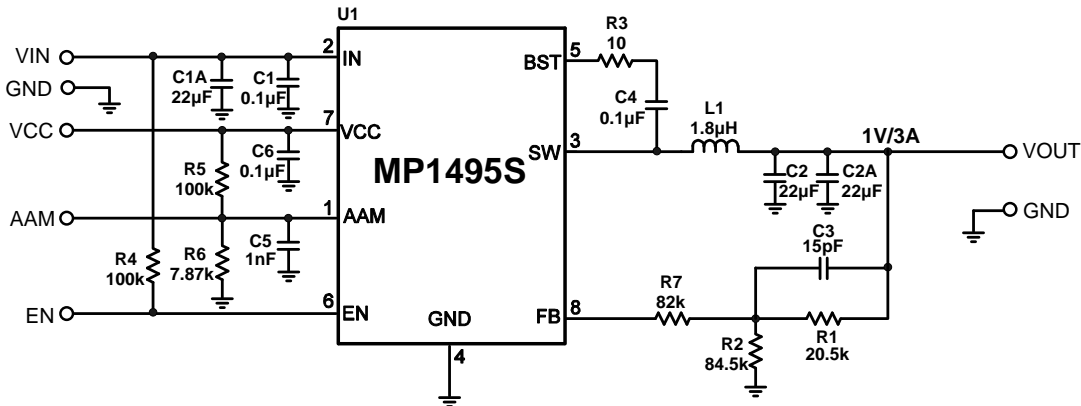 U1
VIN
GND
VCC
AAM
EN
C1A
22µF
C1
0.1µF
R5
100k
C6
0.1µF
R4
100k
R6
7.87k
C5
1nF
2
IN
7
VCC
1
AAM
6
EN
MP1495S
GND
4
BST
5
SW
3
FB
8
R3
10
C4
0.1µF
L1
1.8µH
1V/3A
VOUT
C2
22µF
C2A
22µF
GND
C3
15pF
R7
82k
R2
84.5k
R1
20.5k